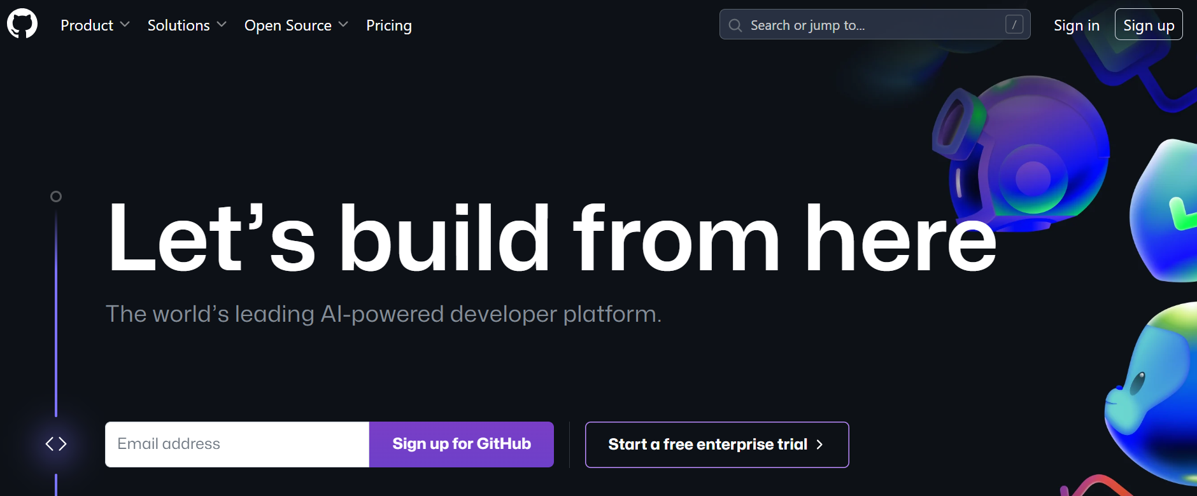 Product Solutions Open Source Pricing Search or jump to... / Sign in Sign up
Let’s build from here
The world’s leading AI-powered developer platform.
Email address Sign up for GitHub Start a free enterprise trial